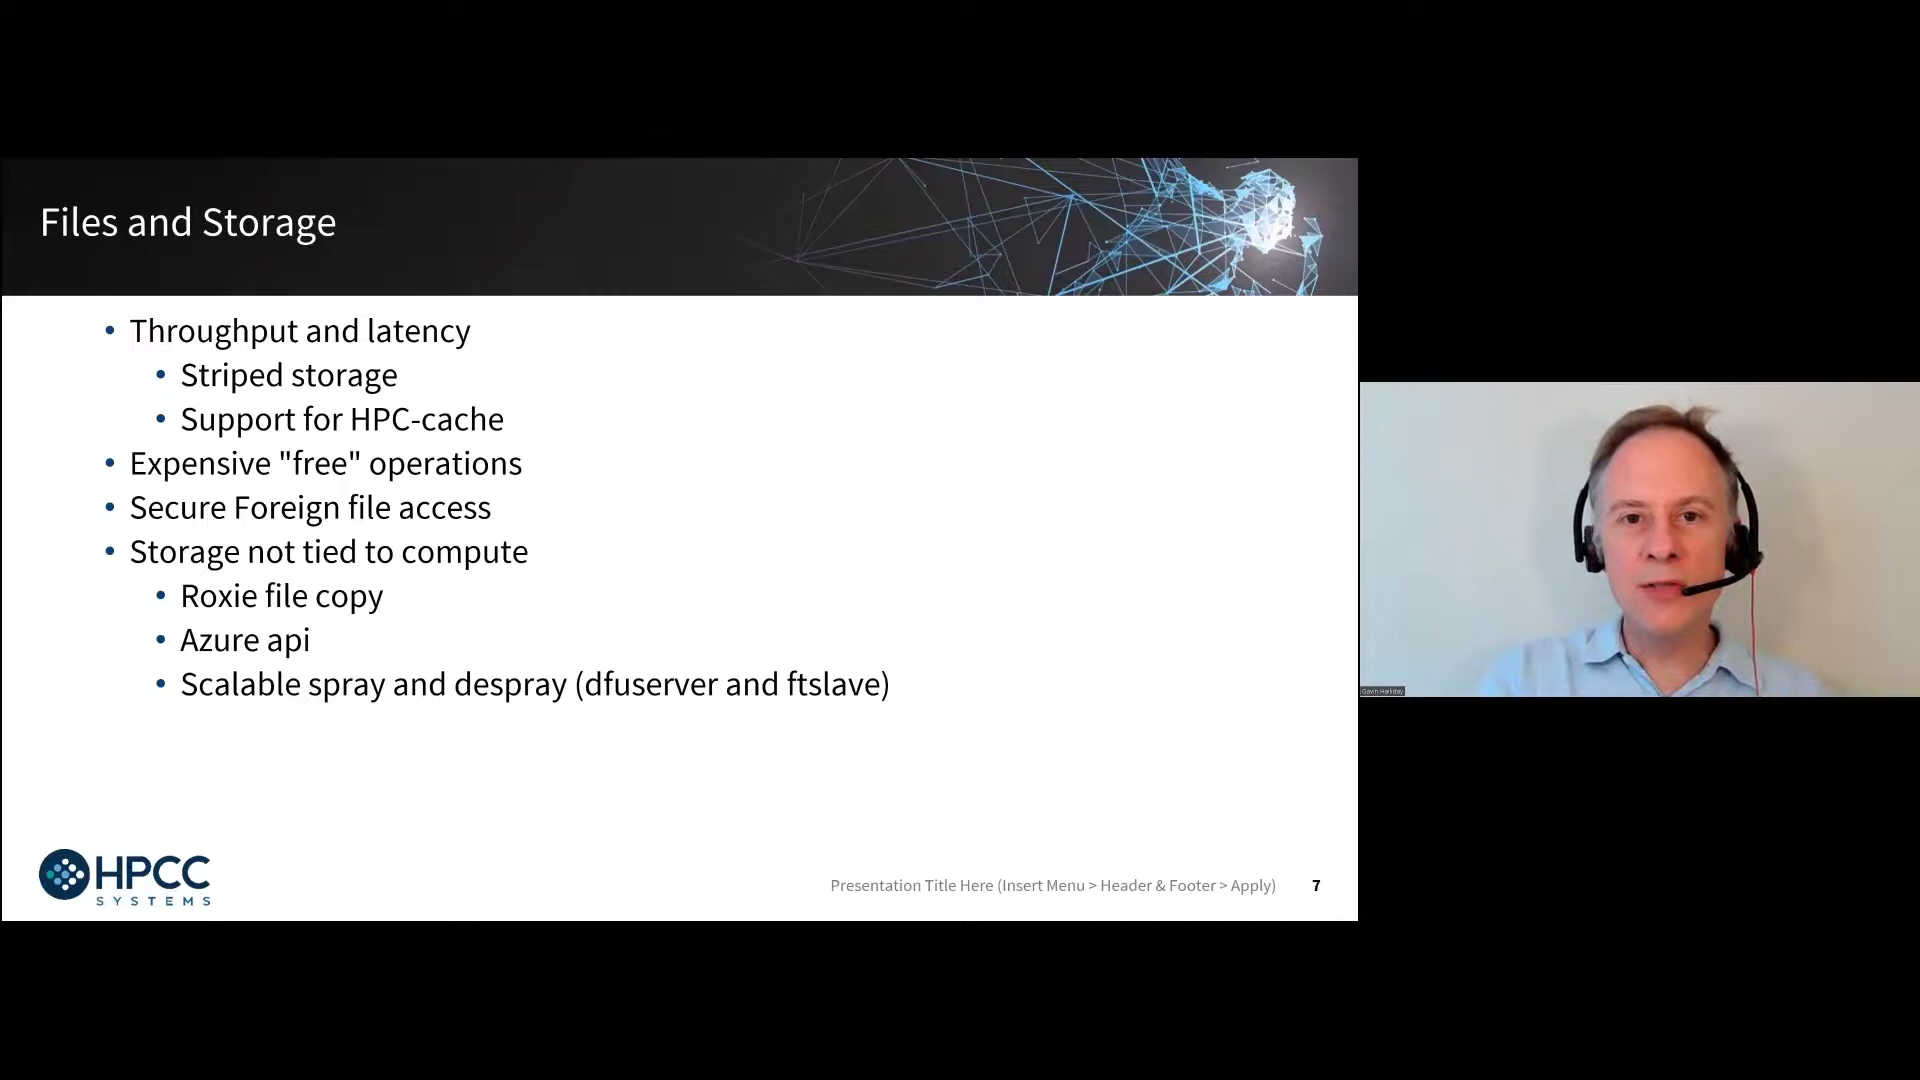 Files and Storage
• Throughput and latency
• Striped storage
• Support for HPC-cache
• Expensive "free" operations
• Secure Foreign file access
• Storage not tied to compute
• Roxie file copy
• Azure api
• Scalable spray and despray (dfuserver and ftslave)
HPCC
SYSTEMS
Presentation Title Here (Insert Menu > Header & Footer > Apply) 7
Gavin Halliday